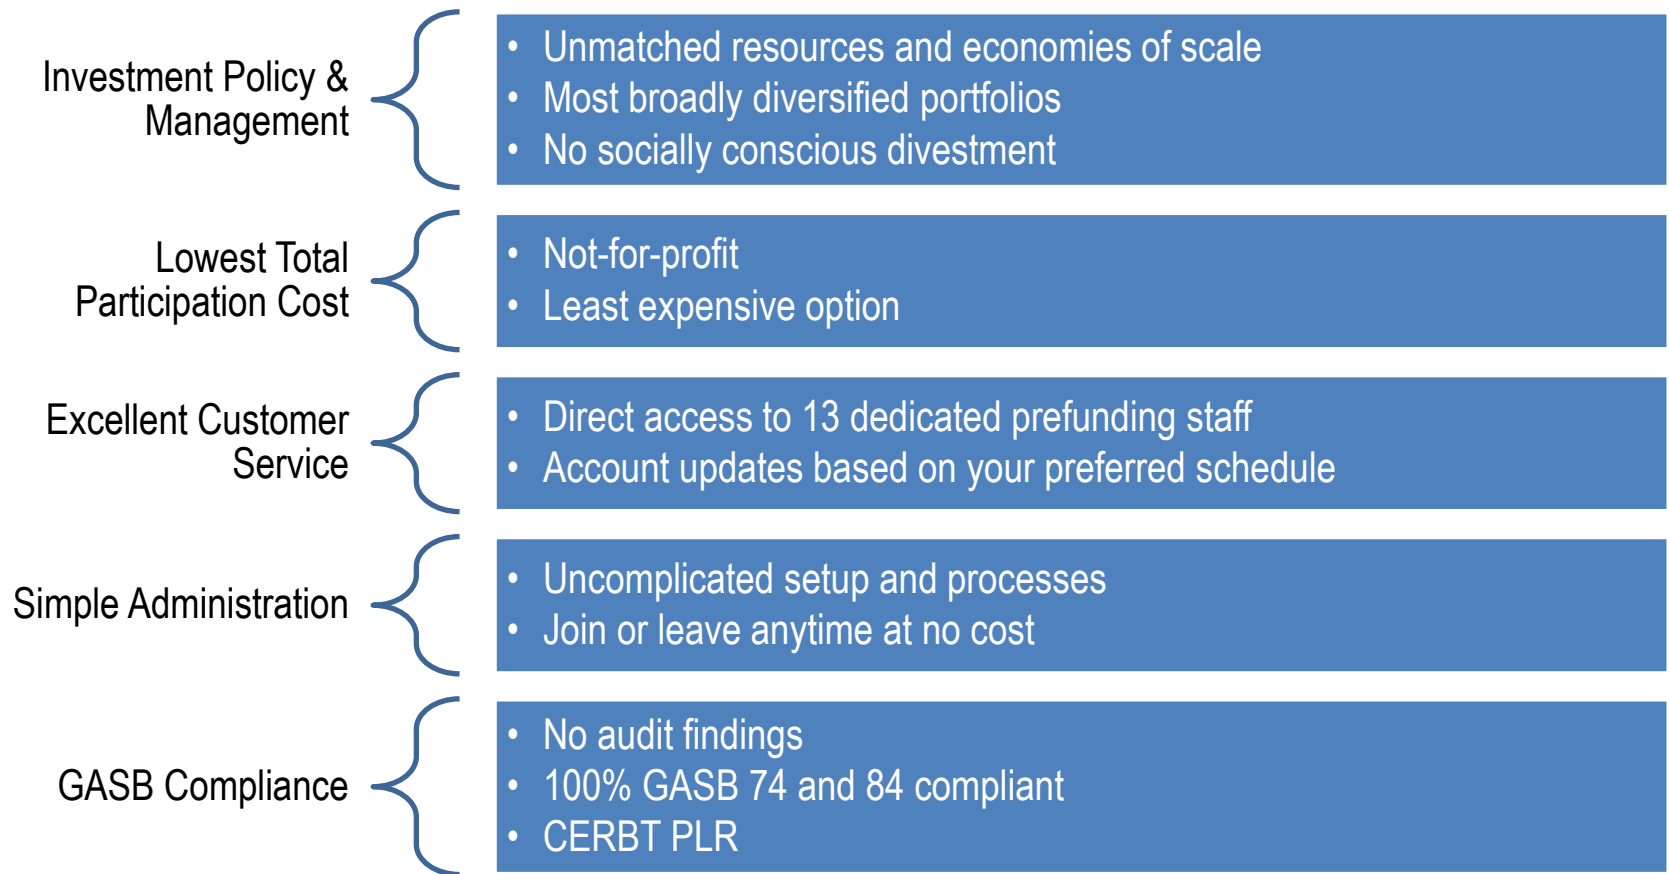 Investment Policy &
Management
• Unmatched resources and economies of scale
• Most broadly diversified portfolios
• No socially conscious divestment
Lowest Total
Participation Cost
• Not-for-profit
• Least expensive option
Excellent Customer
Service
• Direct access to 13 dedicated prefunding staff
• Account updates based on your preferred schedule
Simple Administration
• Uncomplicated setup and processes
• Join or leave anytime at no cost
GASB Compliance
• No audit findings
• 100% GASB 74 and 84 compliant
• CERBT PLR